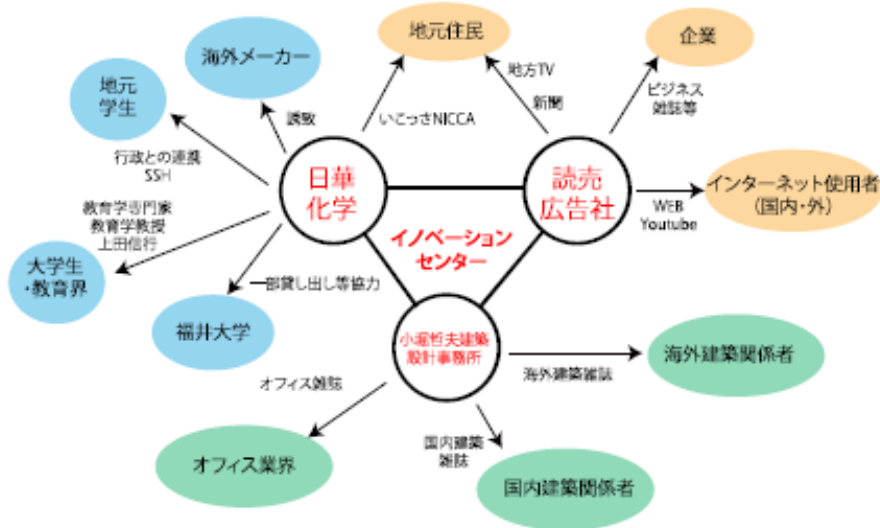 海外メーカー
地元住民
企業
地元
学生
誘致
いこっさNICCA
地方TV
新聞
ビジネス
雑誌等
行政との連携
SSH
日華
化学
読売
広告社
インターネット使用者
(国内・外)
WEB
Youtube
教育学専門家
教育学教授
上田信行
イノベーション
センター
大学生
・教育界
一部貸し出し等協力
福井大学
小堀哲夫建築
設計事務所
海外建築関係者
海外建築雑誌
オフィス雑誌
国内建築
雑誌
オフィス業界
国内建築関係者